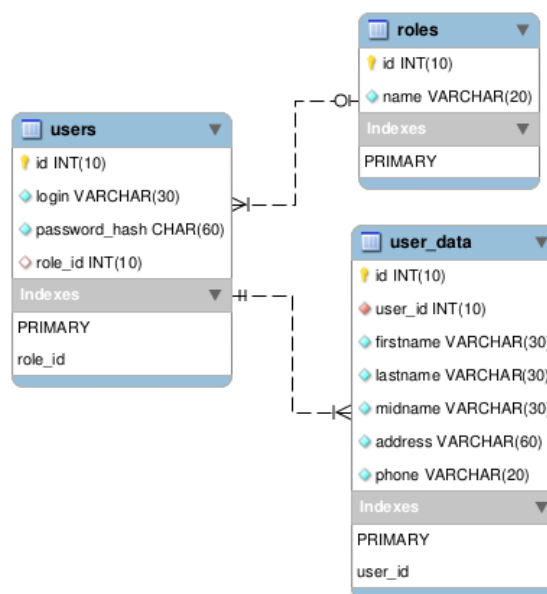 roles
id INT(10)
name VARCHAR(20)
Indexes
PRIMARY
users
id INT(10)
login VARCHAR(30)
password_hash CHAR(60)
role_id INT(10)
Indexes
PRIMARY
role_id
user_data
id INT(10)
user_id INT(10)
firstname VARCHAR(30)
lastname VARCHAR(30)
midname VARCHAR(30)
address VARCHAR(60)
phone VARCHAR(20)
Indexes
PRIMARY
user_id